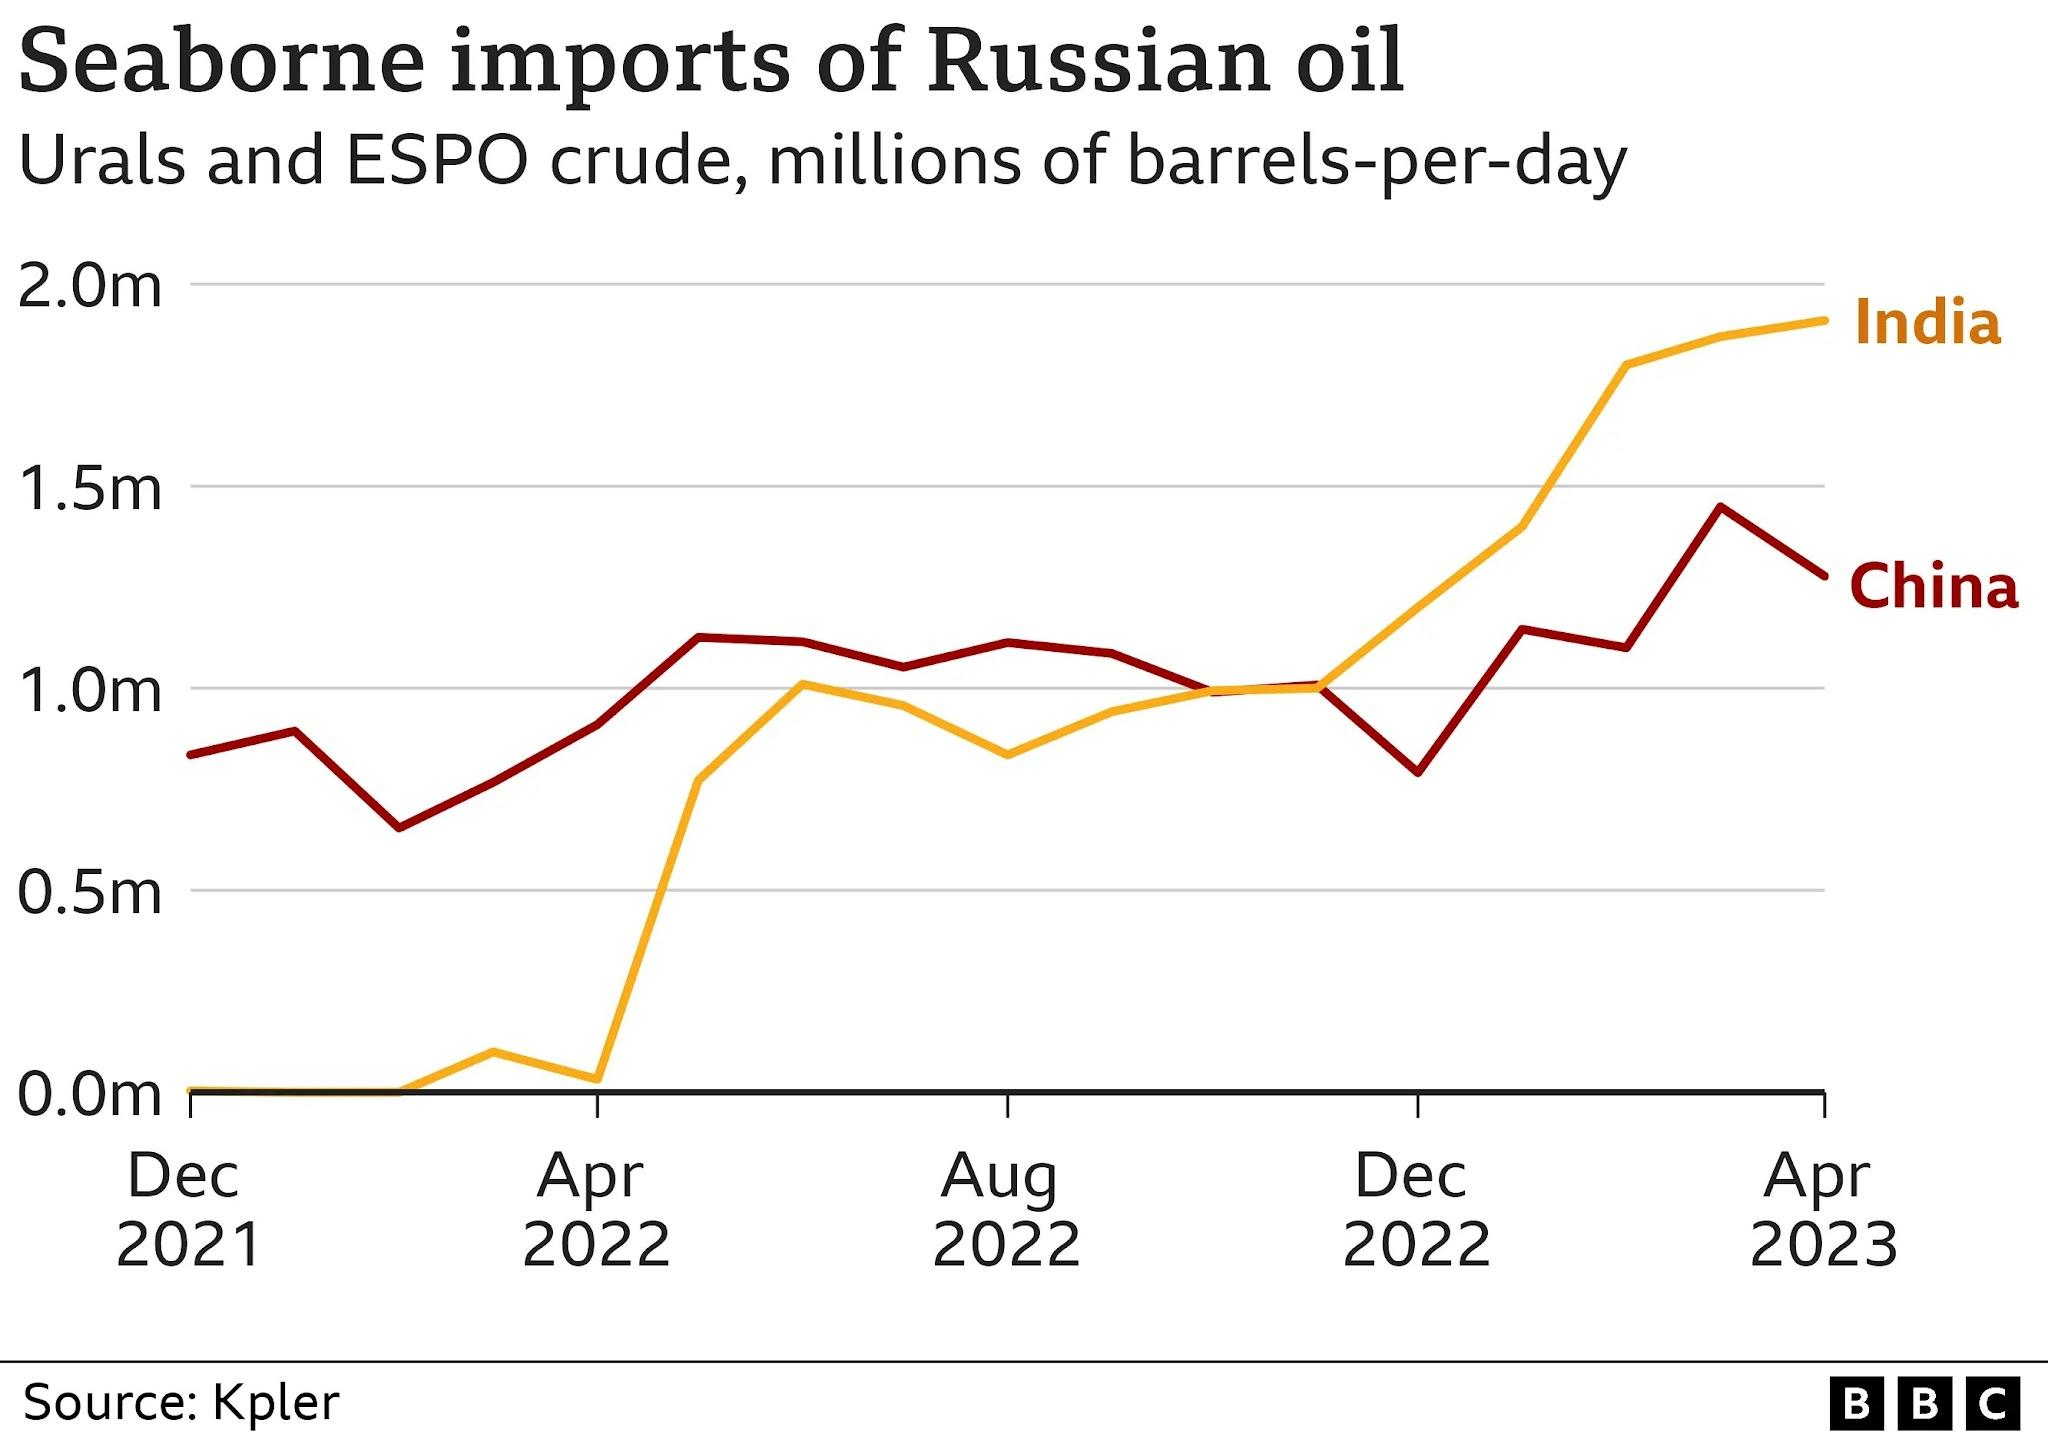 Seaborne imports of Russian oil
Urals and ESPO crude, millions of barrels-per-day
2.0m
India
1.5m
China
1.0m
0.5m
0.0m
Dec 2021
Apr 2022
Aug 2022
Dec 2022
Apr 2023
Source: Kpler
BBC